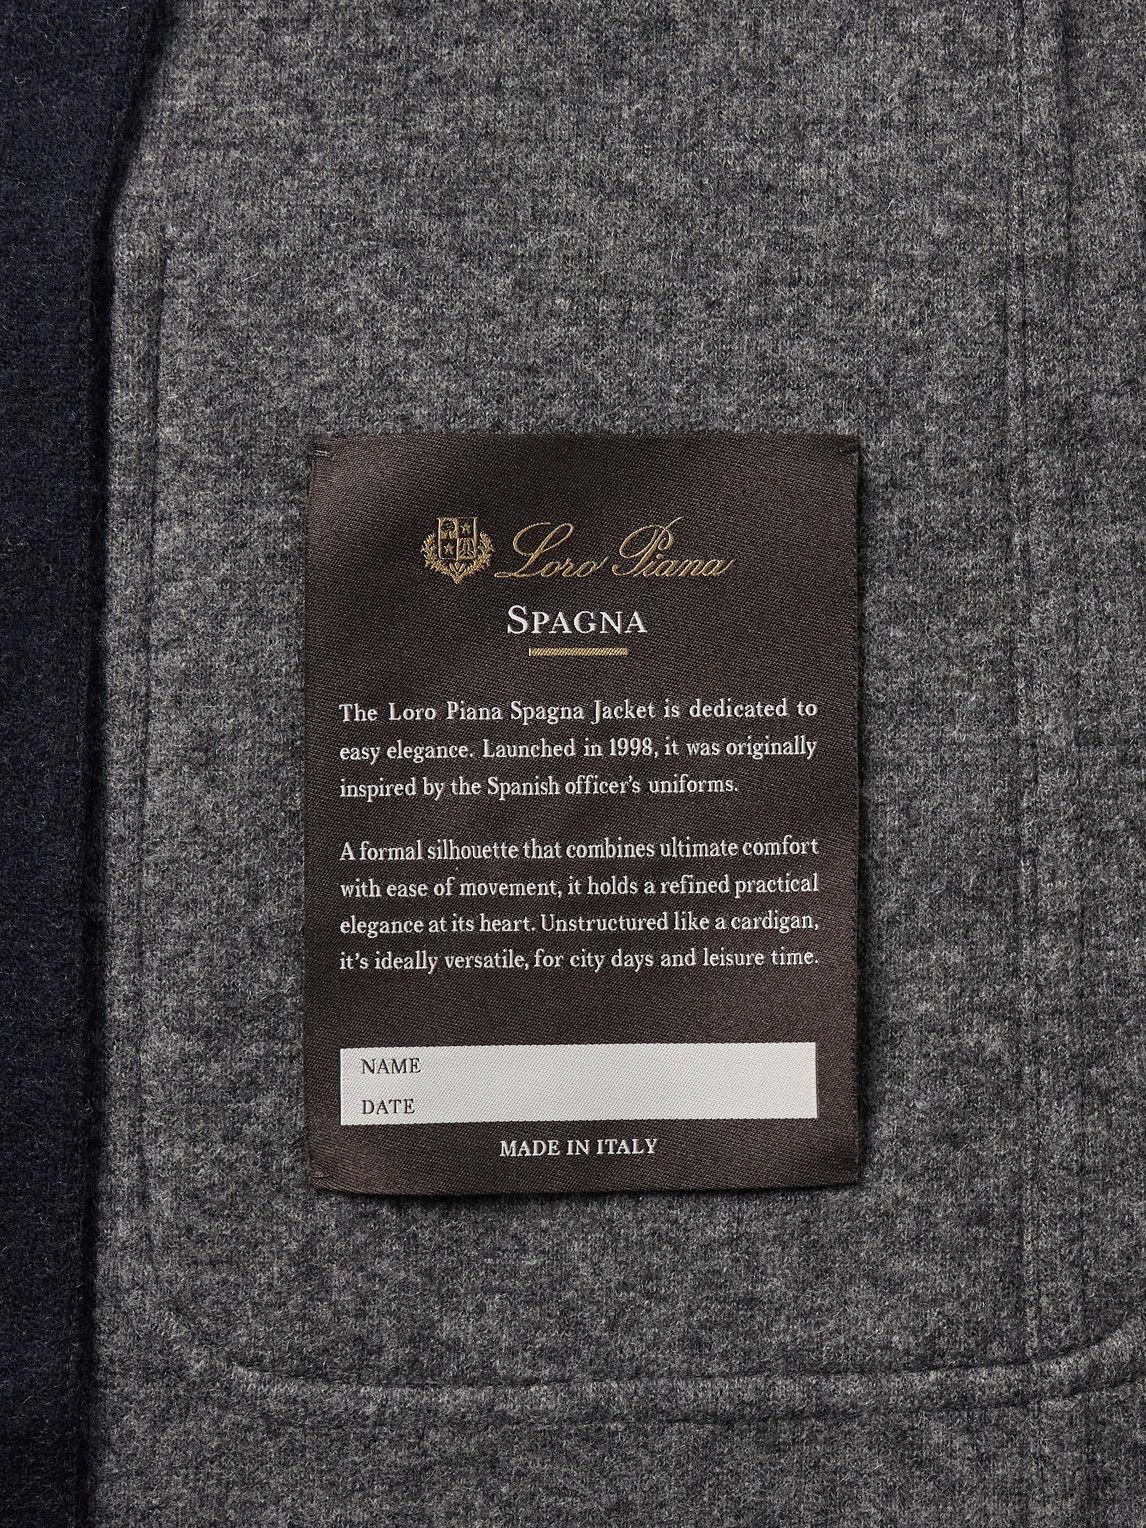 Loro Piana
SPAGNA
The Loro Piana Spagna Jacket is dedicated to
easy elegance. Launched in 1998, it was originally
inspired by the Spanish officer's uniforms.
A formal silhouette that combines ultimate comfort
with ease of movement, it holds a refined practical
elegance at its heart. Unstructured like a cardigan,
it's ideally versatile, for city days and leisure time.
NAME
DATE
MADE IN ITALY